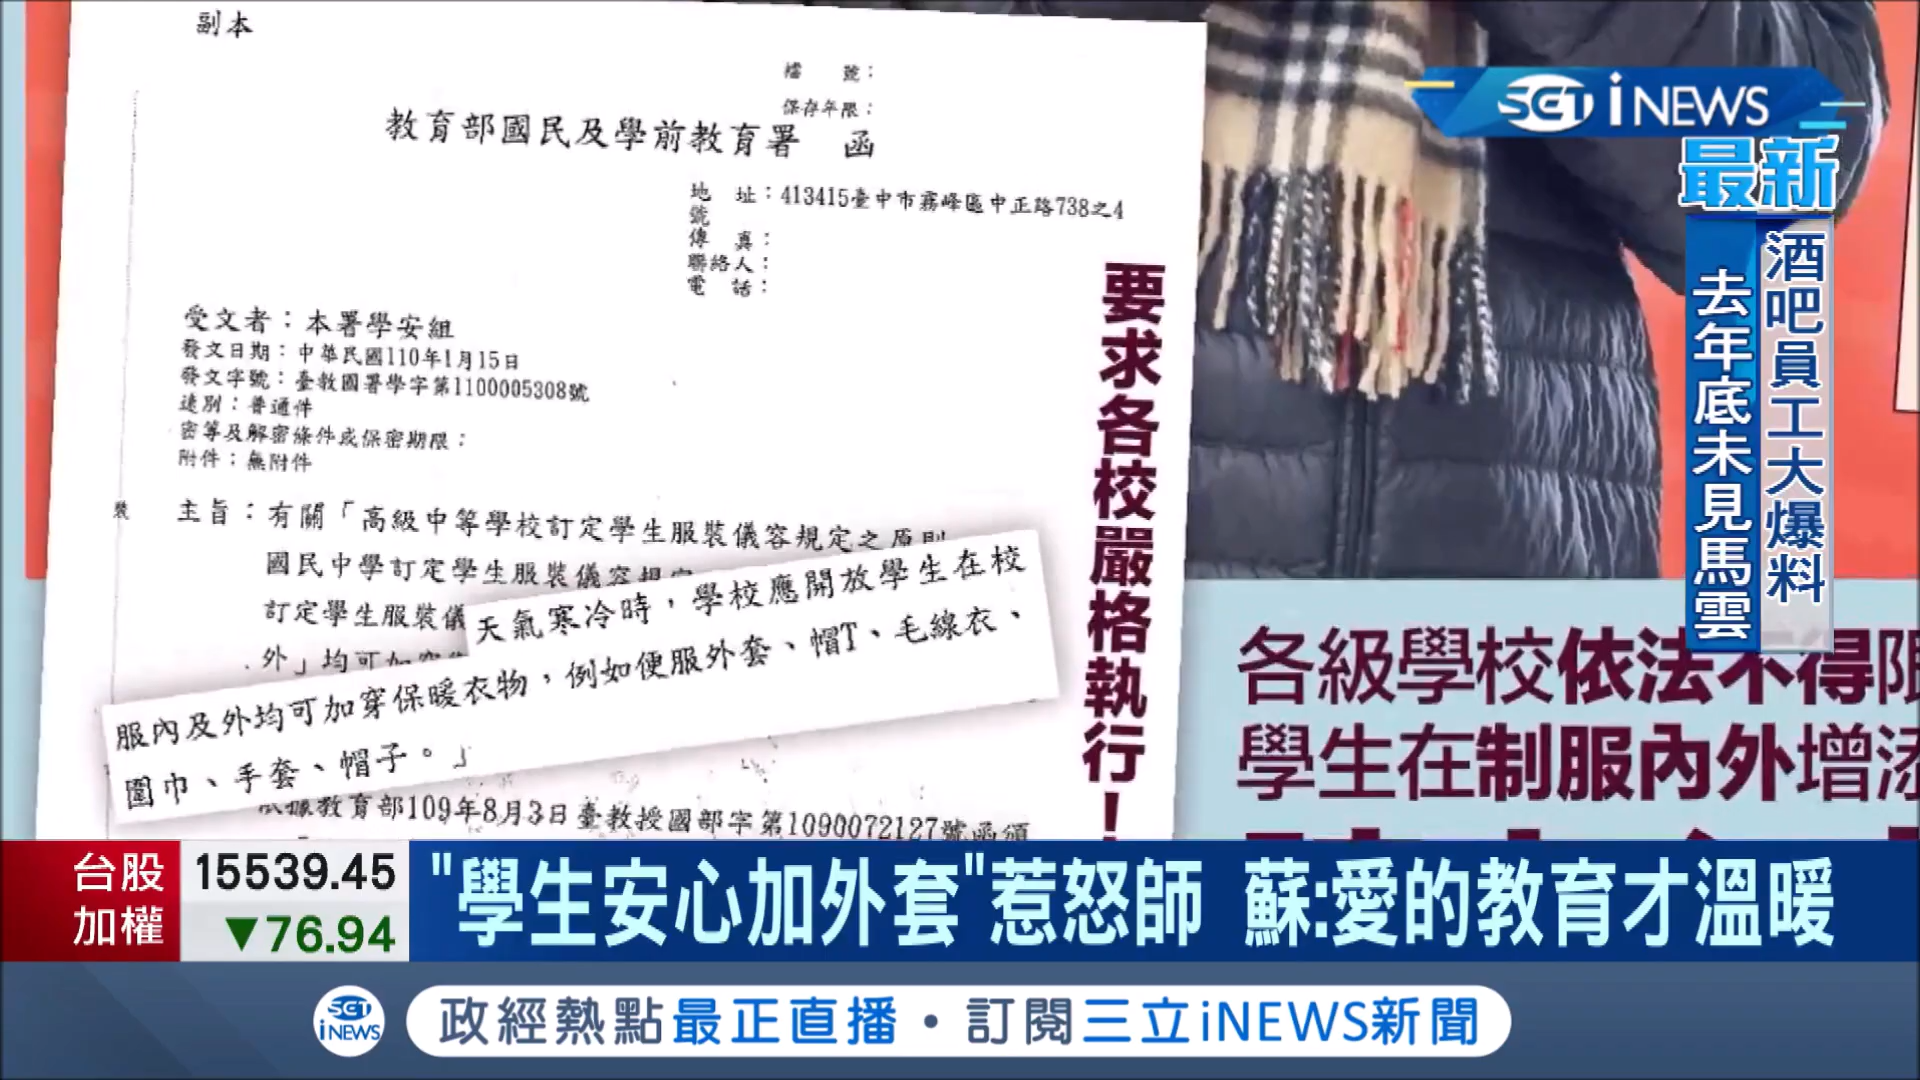 副本
檔 號：
保存年限：
教育部國民及學前教育署 函
地 址：413415臺中市霧峰區中正路738之4
號
傳 真：
聯絡人：
電 話：
受文者：本署學安組
發文日期：中華民國110年1月15日
發文字號：臺教國署學字第1100005308號
速別：普通件
密等及解密條件或保密期限：
附件：無附件
裝
主旨：有關「高級中等學校訂定學生服裝儀容規定之原則
國民中學訂定學生服裝儀容規定
訂定學生服裝儀
外」均可加穿
天氣寒冷時，學校應開放學生在校
服內及外均可加穿保暖衣物，例如便服外套、帽T、毛線衣、
圍巾、手套、帽子。」
依據教育部109年8月3日臺教授國部字第1090072127號函頒
要求各校嚴格執行！
SET iNEWS
最新
酒吧員工大爆料
去年底未見馬雲
各級學校依法不得限
學生在制服內外增添
台股 15539.45
加權 ▼76.94
"學生安心加外套"惹怒師 蘇:愛的教育才溫暖
SET iNEWS
政經熱點最正直播・訂閱三立iNEWS新聞